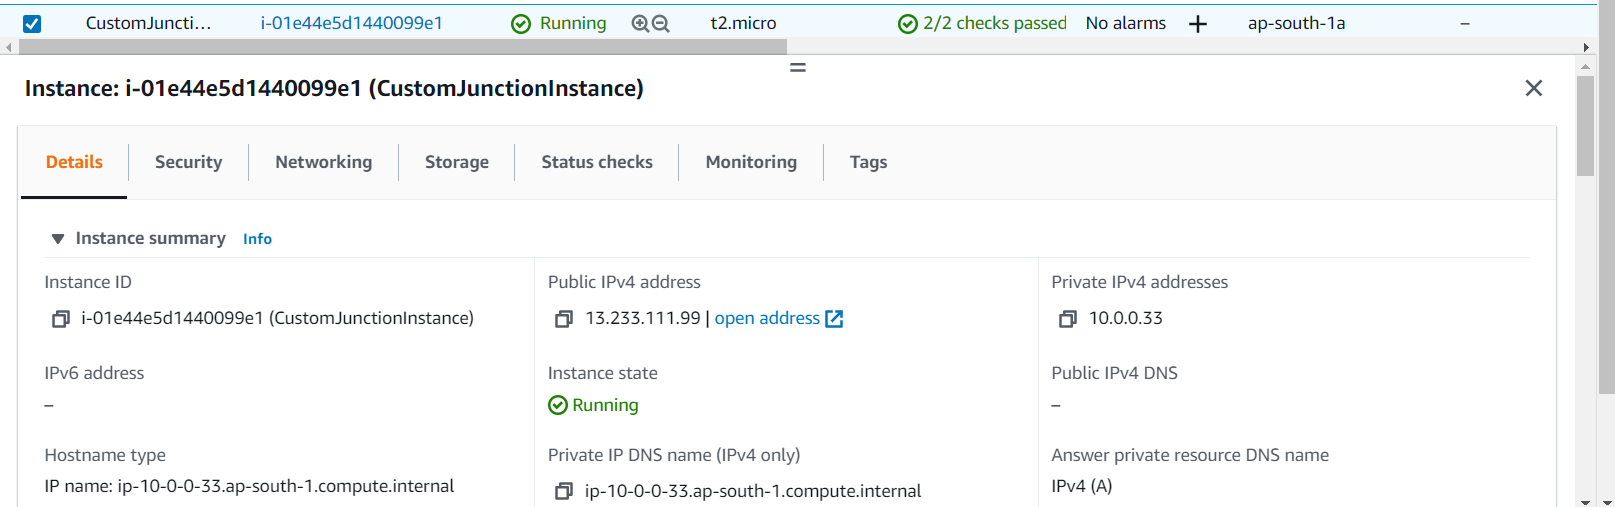 CustomJuncti... i-01e44e5d1440099e1 Running t2.micro 2/2 checks passed No alarms + ap-south-1a –
Instance: i-01e44e5d1440099e1 (CustomJunctionInstance)
Details Security Networking Storage Status checks Monitoring Tags
Instance summary Info
Instance ID Public IPv4 address Private IPv4 addresses
i-01e44e5d1440099e1 (CustomJunctionInstance) 13.233.111.99 | open address 10.0.0.33
IPv6 address Instance state Public IPv4 DNS
– Running –
Hostname type Private IP DNS name (IPv4 only) Answer private resource DNS name
IP name: ip-10-0-0-33.ap-south-1.compute.internal ip-10-0-0-33.ap-south-1.compute.internal IPv4 (A)